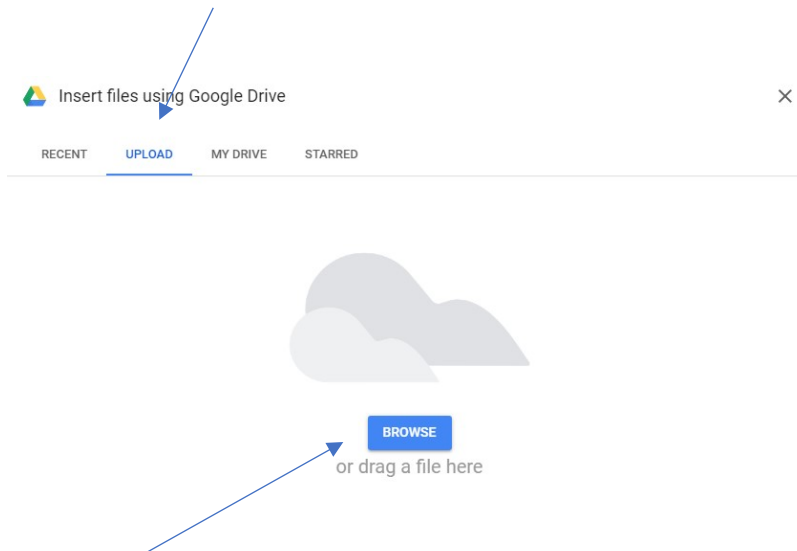 Insert files using Google Drive
RECENT UPLOAD MY DRIVE STARRED
BROWSE
or drag a file here